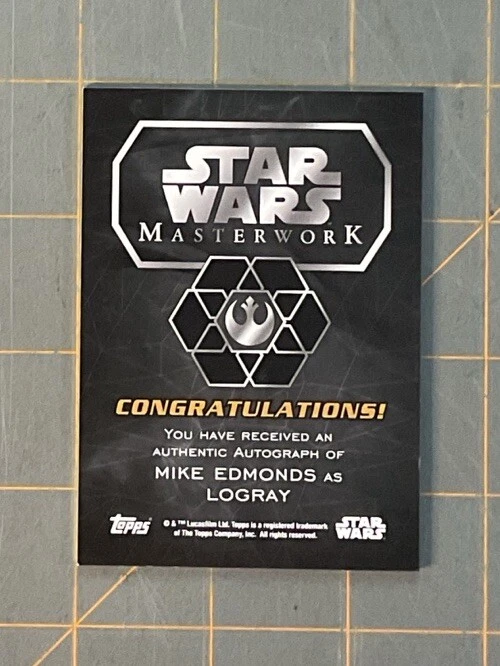 STAR
WARS
MASTERWORK
CONGRATULATIONS!
YOU HAVE RECEIVED AN
AUTHENTIC AUTOGRAPH OF
MIKE EDMONDS AS
LOGRAY
Topps
© & ™ Lucasfilm Ltd. Topps is a registered trademark
of The Topps Company, Inc. All rights reserved.
STAR
WARS